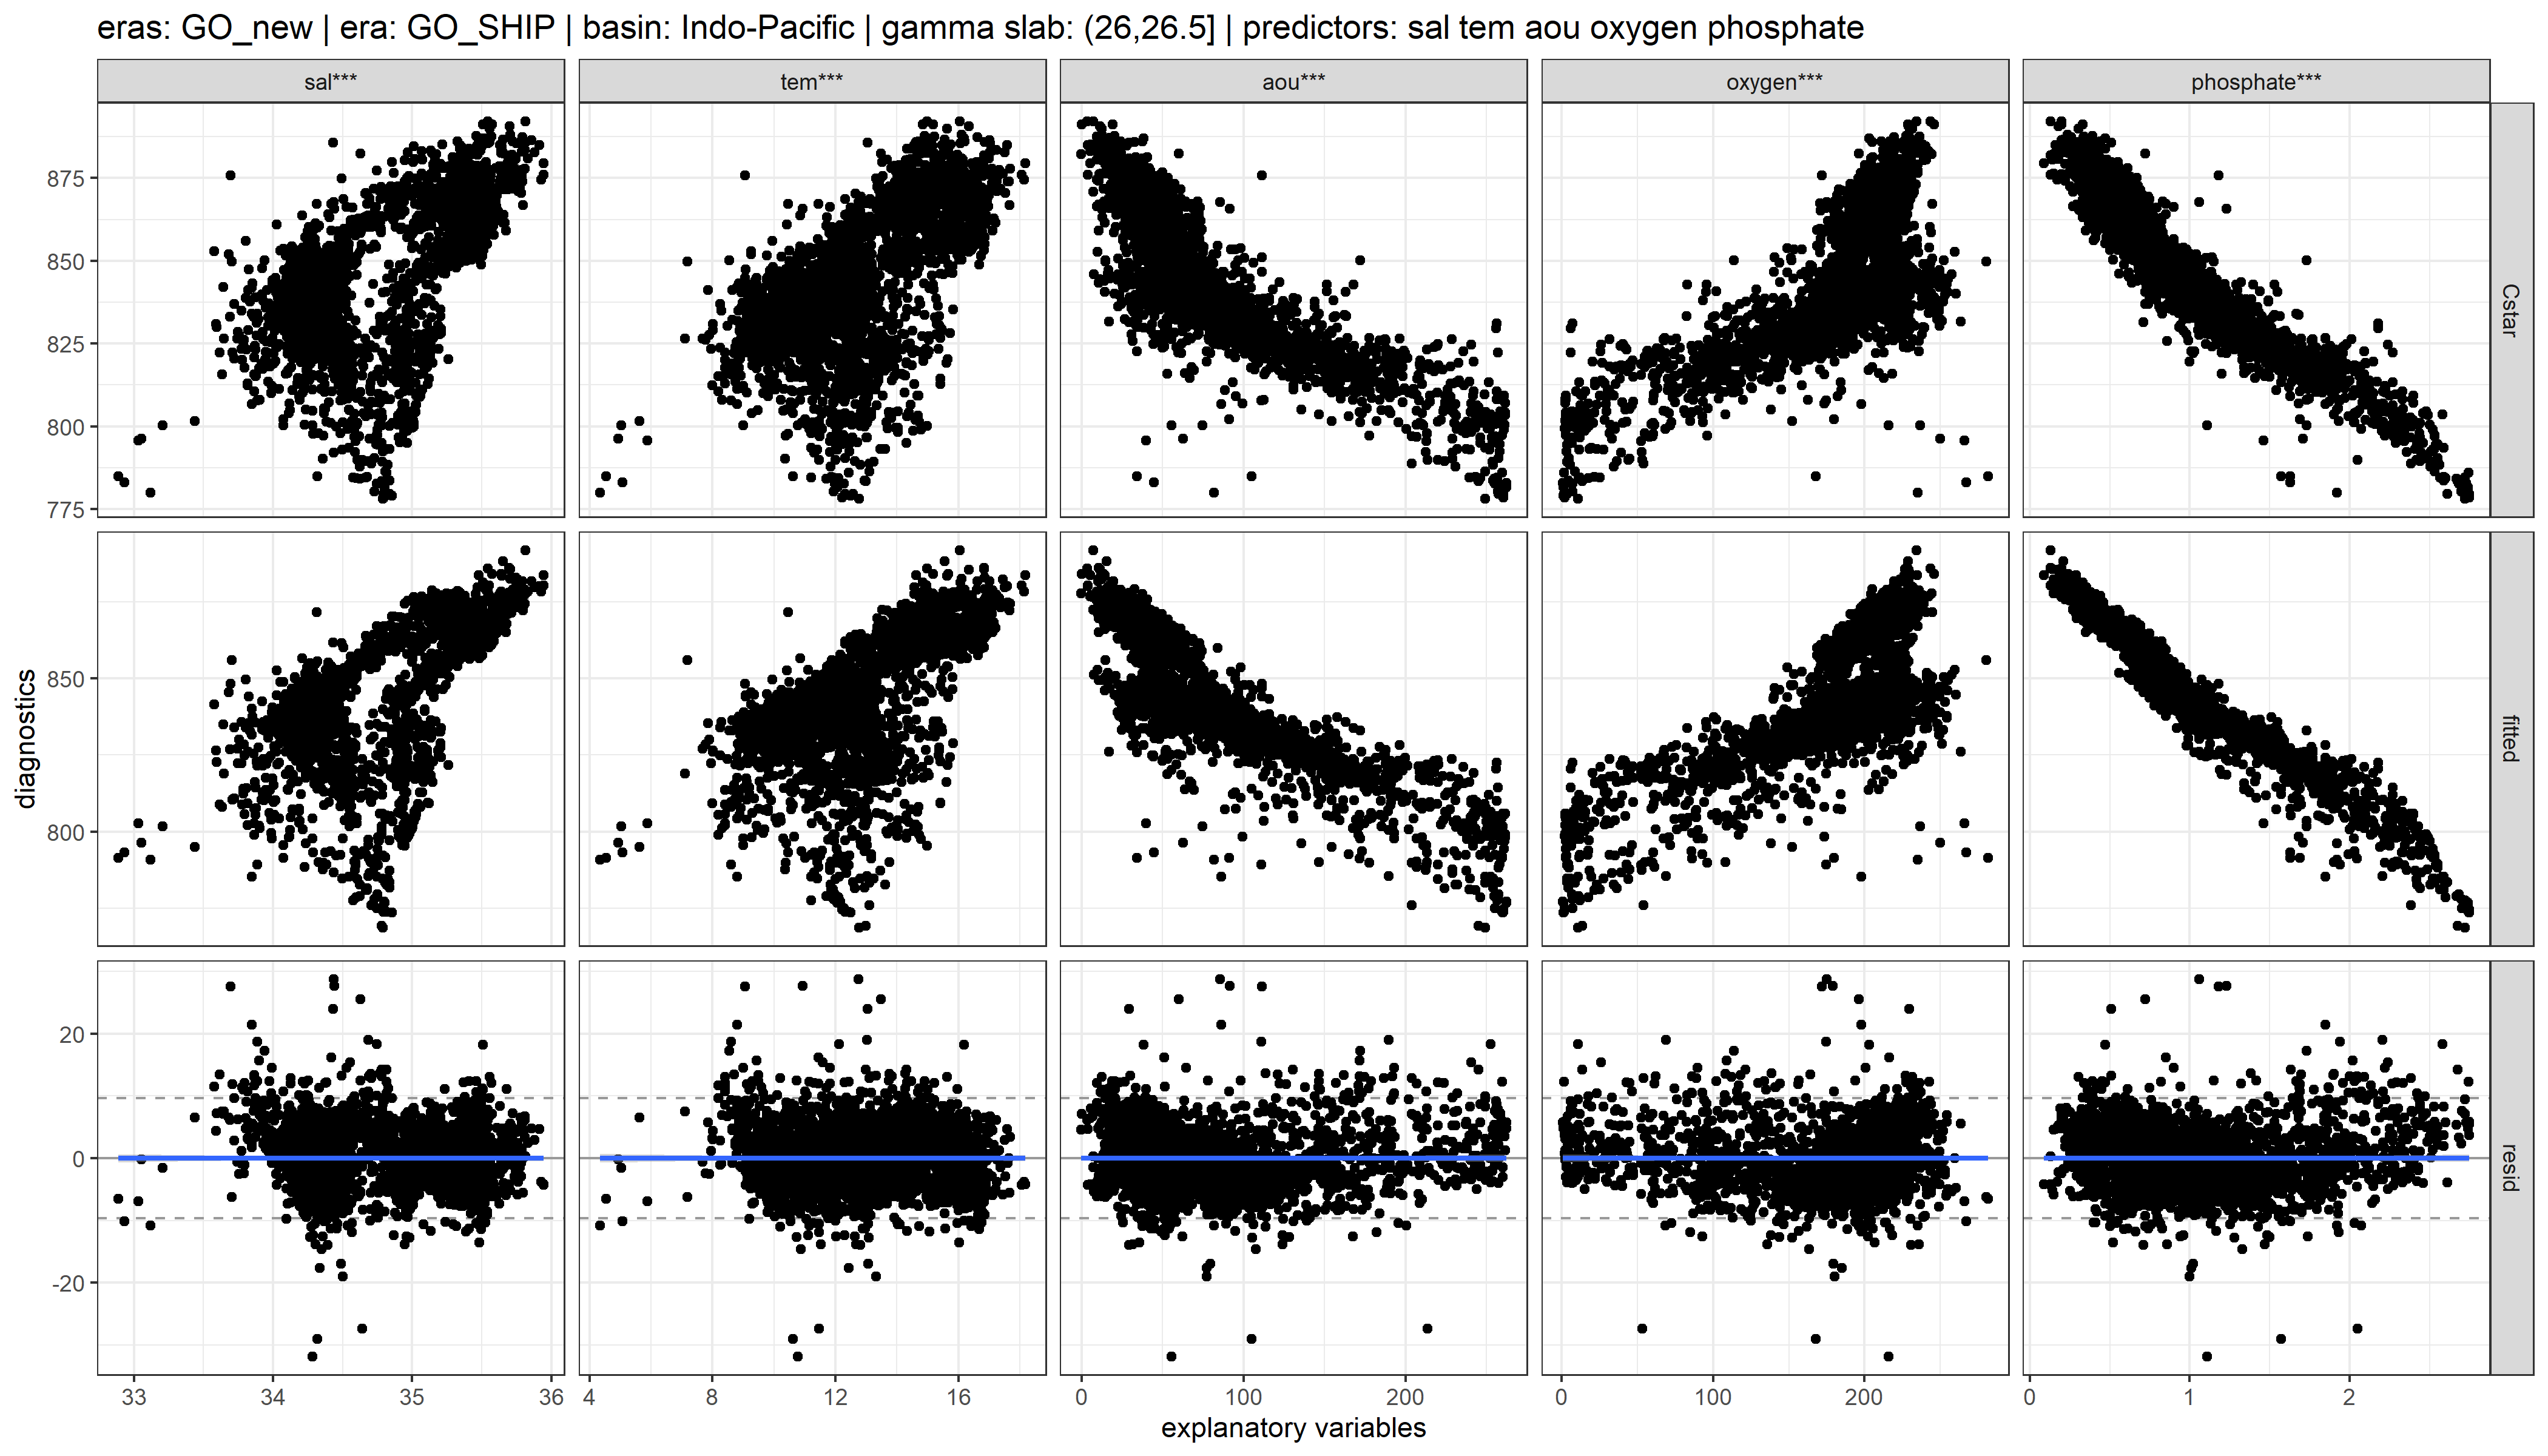 eras: GO_new | era: GO_SHIP | basin: Indo-Pacific | gamma slab: (26,26.5] | predictors: sal tem aou oxygen phosphate
sal*** tem*** aou*** oxygen*** phosphate***
875
850
825
800
775
Cstar
850
800
fitted
20
0
-20
resid
diagnostics
33 34 35 36 4 8 12 16 0 100 200 0 100 200 0 1 2
explanatory variables